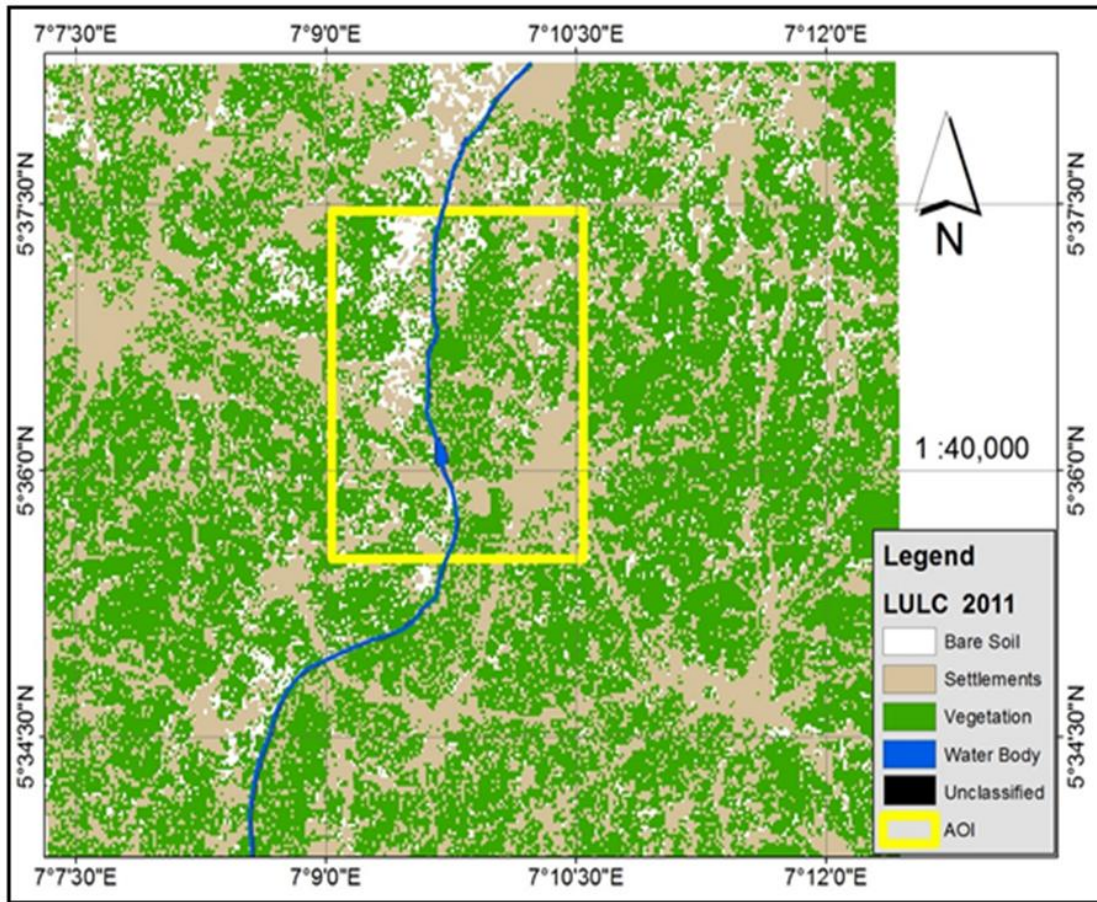 7°7'30"E 7°9'0"E 7°10'30"E 7°12'0"E
5°37'30"N 5°37'30"N
N
5°36'0"N 1 :40,000 5°36'0"N
Legend
LULC 2011
Bare Soil
Settlements
Vegetation
Water Body
Unclassified
AOI
5°34'30"N 5°34'30"N
7°7'30"E 7°9'0"E 7°10'30"E 7°12'0"E